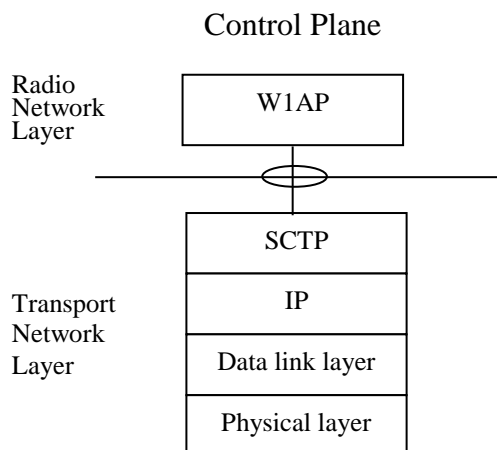 Control Plane
Radio
Network
Layer
W1AP
SCTP
IP
Transport
Network
Layer
Data link layer
Physical layer